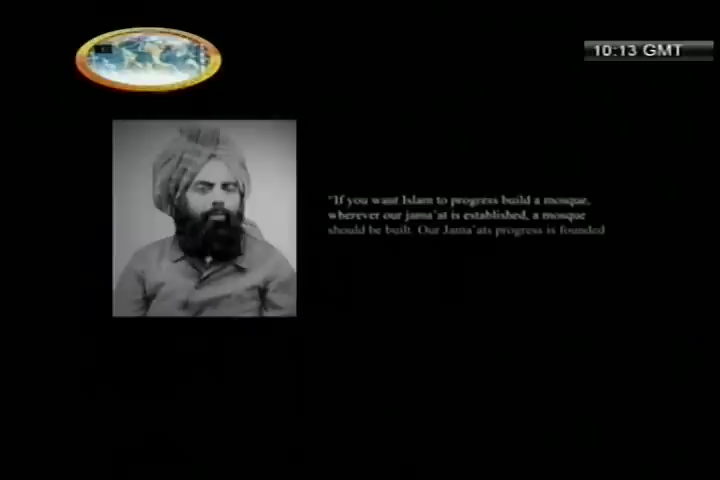 10:13 GMT
"If you want Islam to progress build a mosque,
wherever our jama'at is established, a mosque
should be built. Our Jama'ats progress is founded